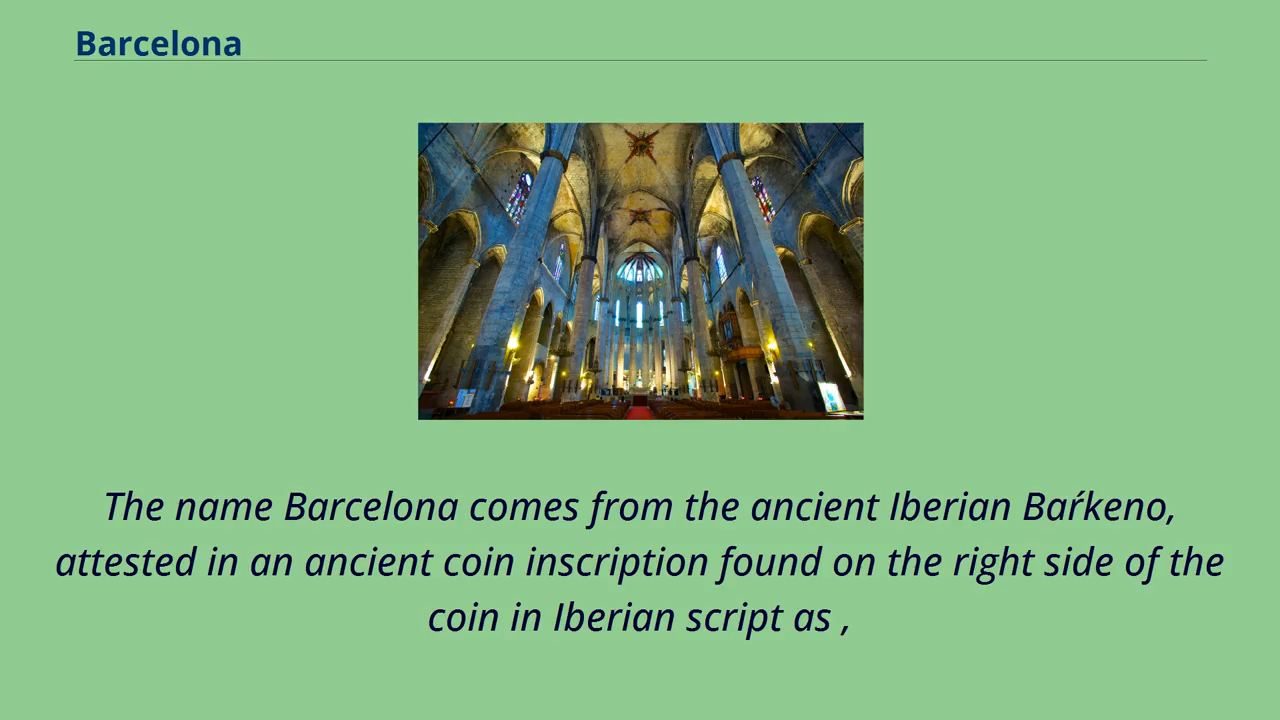 Barcelona
The name Barcelona comes from the ancient Iberian Baŕkeno,
attested in an ancient coin inscription found on the right side of the
coin in Iberian script as ,